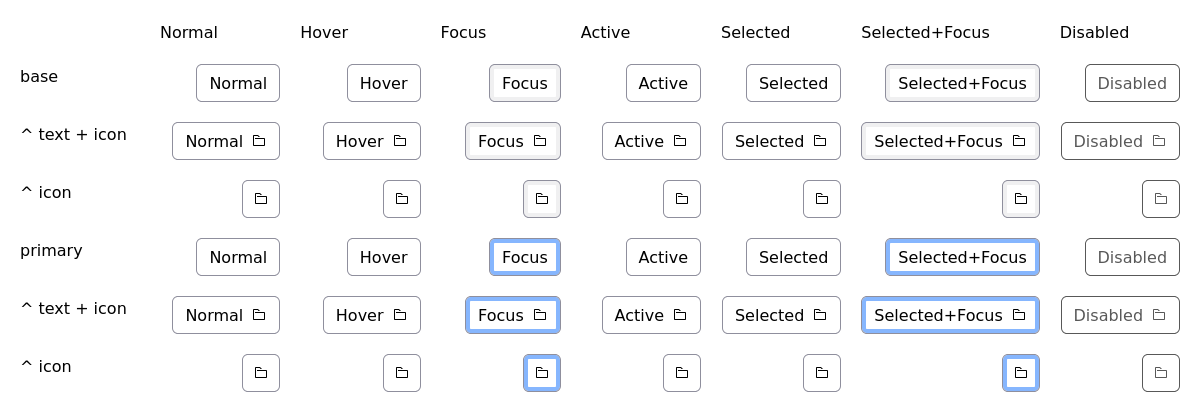 Normal Hover Focus Active Selected Selected+Focus Disabled
base Normal Hover Focus Active Selected Selected+Focus Disabled
^ text + icon Normal Hover Focus Active Selected Selected+Focus Disabled
^ icon
primary Normal Hover Focus Active Selected Selected+Focus Disabled
^ text + icon Normal Hover Focus Active Selected Selected+Focus Disabled
^ icon